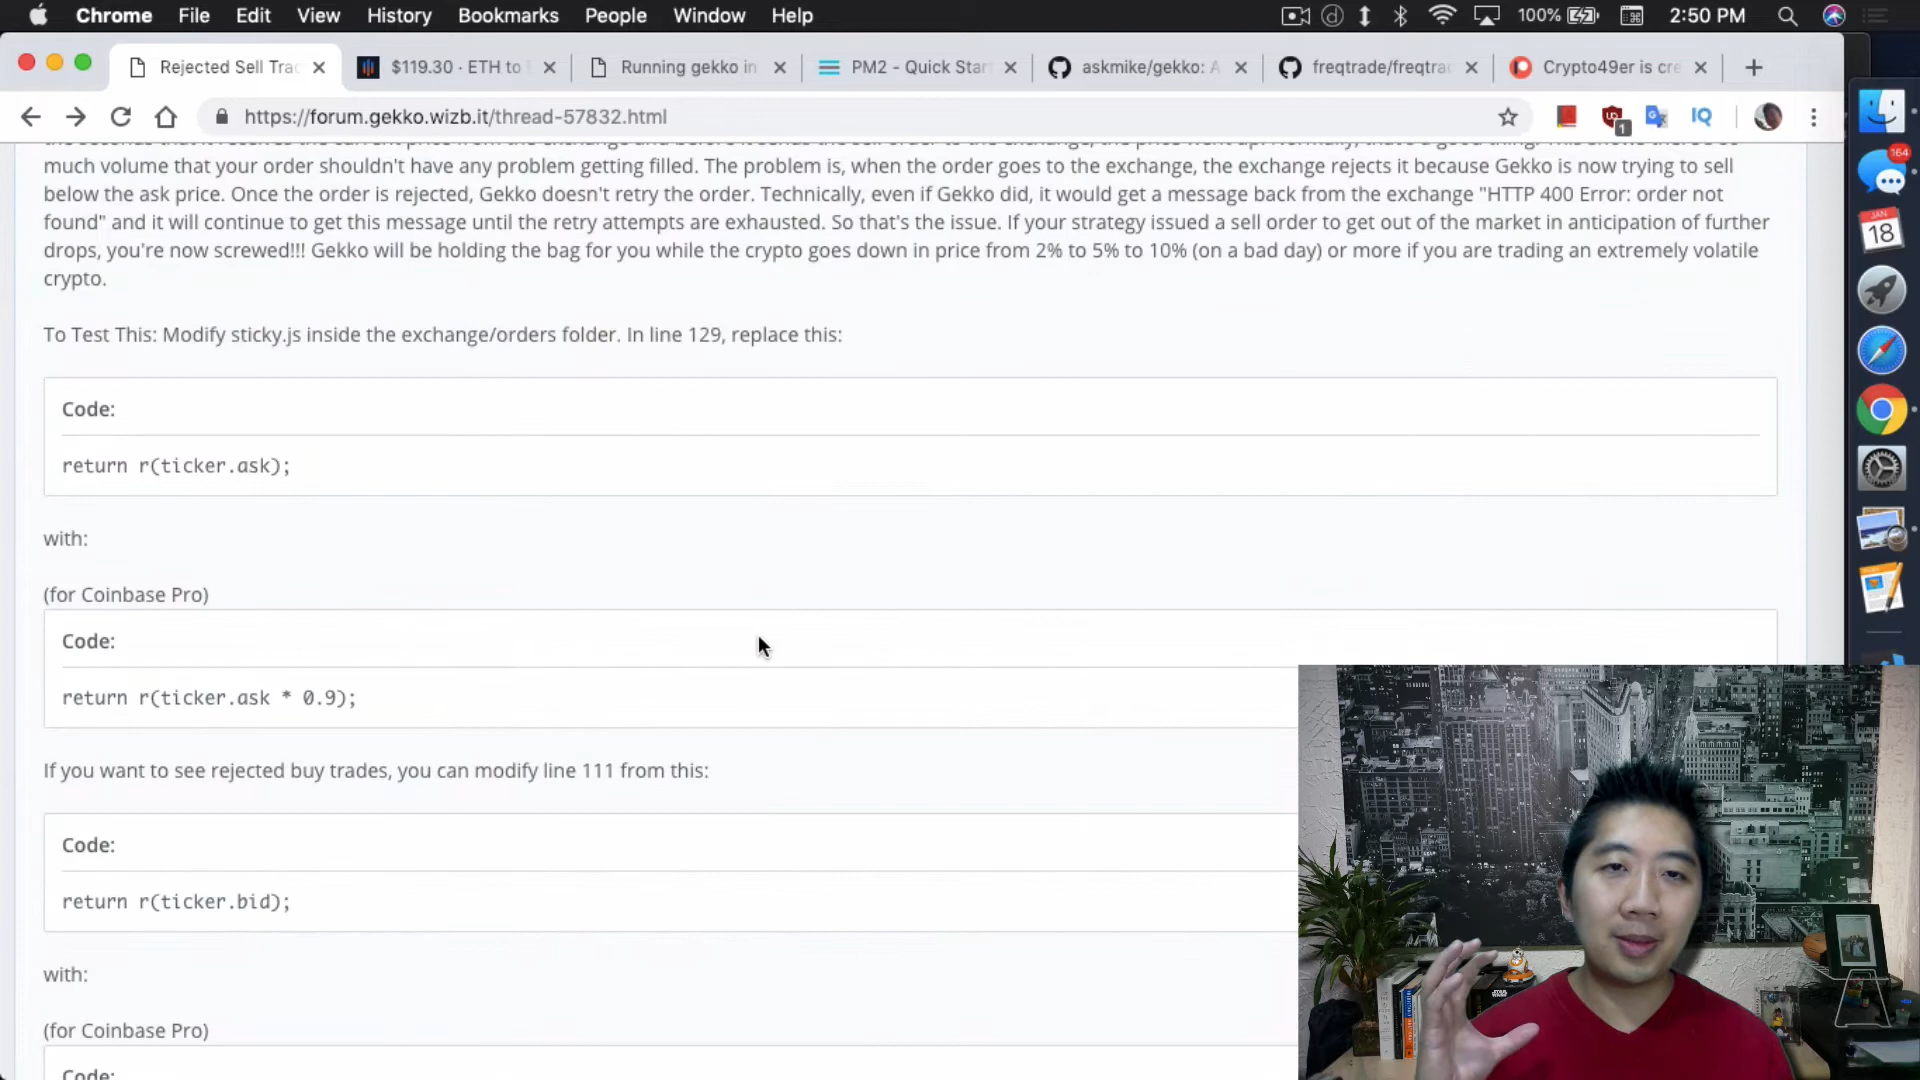 Chrome File Edit View History Bookmarks People Window Help 100% 2:50 PM
Rejected Sell Trad $119.30 · ETH to Running gekko in PM2 - Quick Start askmike/gekko: A freqtrade/freqtra Crypto49er is cre
https://forum.gekko.wizb.it/thread-57832.html
1
IQ
164
JAN
18
much volume that your order shouldn't have any problem getting filled. The problem is, when the order goes to the exchange, the exchange rejects it because Gekko is now trying to sell
below the ask price. Once the order is rejected, Gekko doesn't retry the order. Technically, even if Gekko did, it would get a message back from the exchange "HTTP 400 Error: order not
found" and it will continue to get this message until the retry attempts are exhausted. So that's the issue. If your strategy issued a sell order to get out of the market in anticipation of further
drops, you're now screwed!!! Gekko will be holding the bag for you while the crypto goes down in price from 2% to 5% to 10% (on a bad day) or more if you are trading an extremely volatile
crypto.
To Test This: Modify sticky.js inside the exchange/orders folder. In line 129, replace this:
Code:
return r(ticker.ask);
with:
(for Coinbase Pro)
Code:
return r(ticker.ask * 0.9);
If you want to see rejected buy trades, you can modify line 111 from this:
Code:
return r(ticker.bid);
with:
(for Coinbase Pro)
Code: